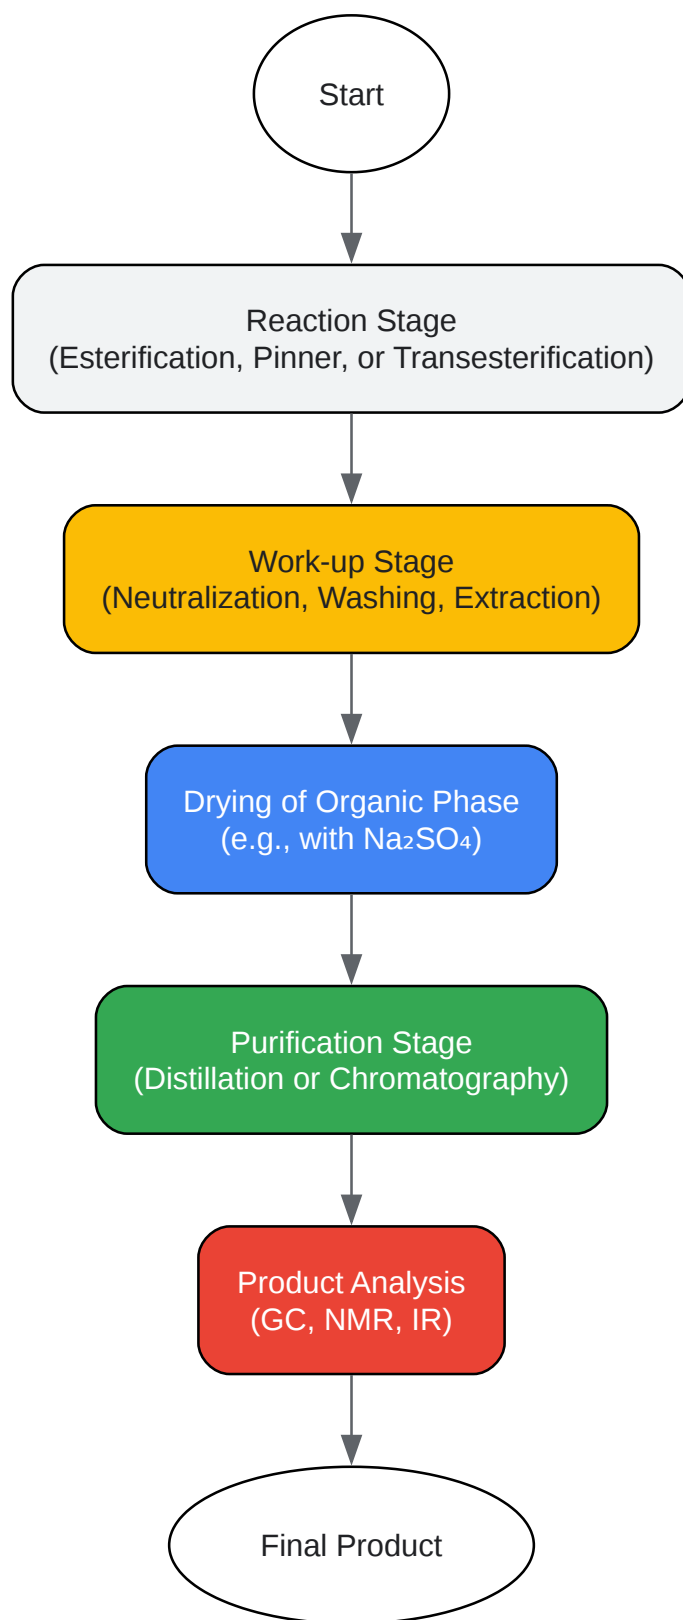 Start
Reaction Stage
(Esterification, Pinner, or Transesterification)
Work-up Stage
(Neutralization, Washing, Extraction)
Drying of Organic Phase
(e.g., with Na₂SO₄)
Purification Stage
(Distillation or Chromatography)
Product Analysis
(GC, NMR, IR)
Final Product